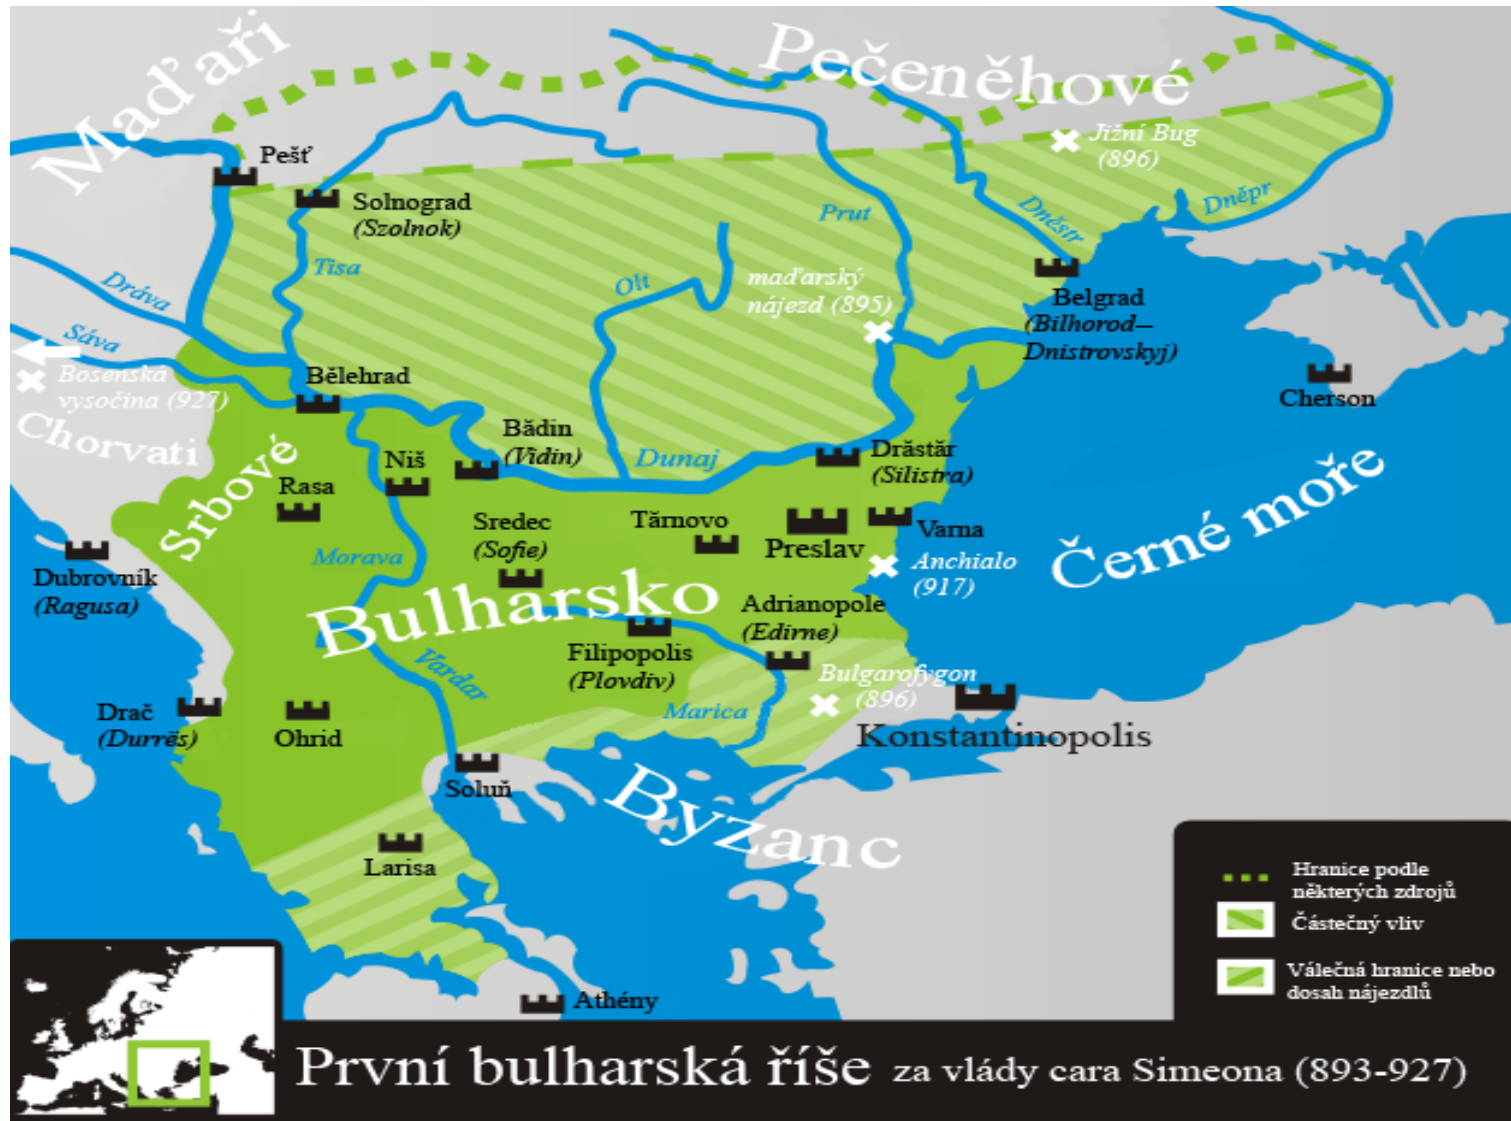 Maďaři
Pečeněhové
Jižní Bug
(896)
Pešť
Solnograd
(Szolnok)
Prut
Dněstr
Dněpr
Tisa
Olt
maďarský
nájezd (895)
Dráva
Sáva
Belgrad
(Bilhorod–
Dnistrovskyj)
Bosenská
vysočina (927)
Bělehrad
Cherson
Chorvati
Srbové
Bădin
(Vidin)
Dunaj
Drăstăr
(Silistra)
Niš
Rasa
Sredec
(Sofie)
Tărnovo
Preslav
Varna
Černé moře
Anchialo
(917)
Morava
Dubrovník
(Ragusa)
Bulharsko
Adrianopole
(Edirne)
Filipopolis
(Plovdiv)
Vardar
Bulgarofygon
(896)
Marica
Drač
(Durrës)
Ohrid
Konstantinopolis
Soluň
Byzanc
Larisa
Athény
Hranice podle
některých zdrojů
Částečný vliv
Válečná hranice nebo
dosah nájezdlů
První bulharská říše za vlády cara Simeona (893-927)